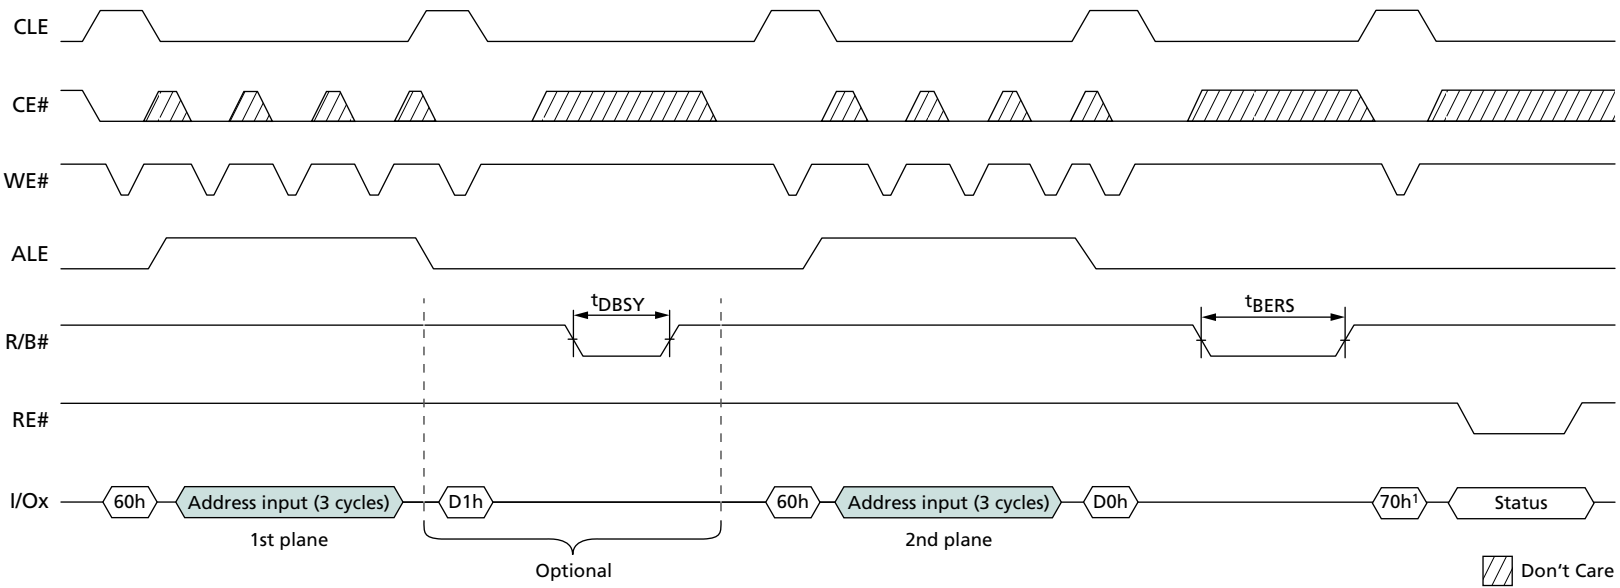 CLE
CE#
WE#
ALE
tDBSY
tBERS
R/B#
RE#
I/Ox
60h
Address input (3 cycles)
D1h
60h
Address input (3 cycles)
D0h
70h1
Status
1st plane
2nd plane
Optional
Don't Care